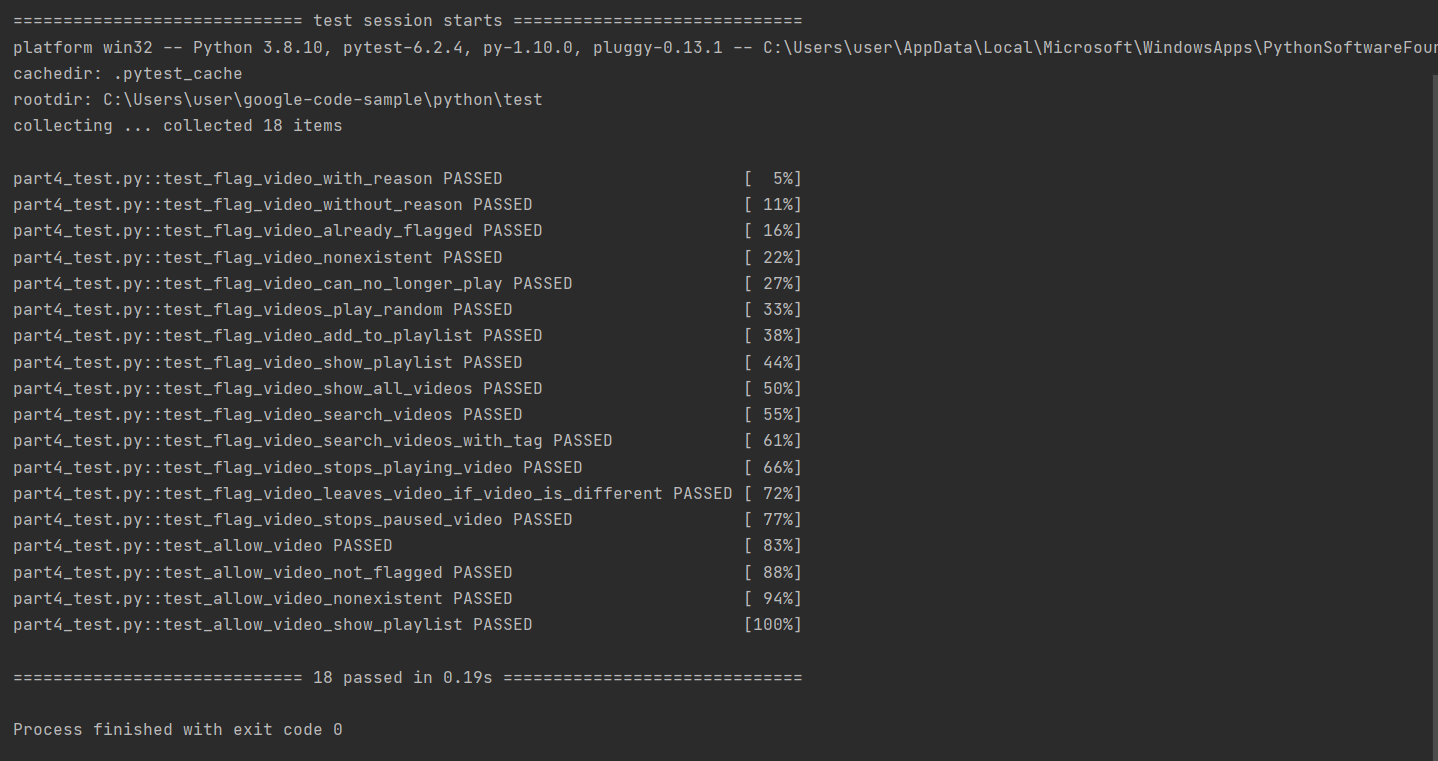 ============================= test session starts =============================
platform win32 -- Python 3.8.10, pytest-6.2.4, py-1.10.0, pluggy-0.13.1 -- C:\Users\user\AppData\Local\Microsoft\WindowsApps\PythonSoftwareFour
cachedir: .pytest_cache
rootdir: C:\Users\user\google-code-sample\python\test
collecting ... collected 18 items
part4_test.py::test_flag_video_with_reason PASSED                        [  5%]
part4_test.py::test_flag_video_without_reason PASSED                     [ 11%]
part4_test.py::test_flag_video_already_flagged PASSED                    [ 16%]
part4_test.py::test_flag_video_nonexistent PASSED                        [ 22%]
part4_test.py::test_flag_video_can_no_longer_play PASSED                 [ 27%]
part4_test.py::test_flag_videos_play_random PASSED                       [ 33%]
part4_test.py::test_flag_video_add_to_playlist PASSED                    [ 38%]
part4_test.py::test_flag_video_show_playlist PASSED                      [ 44%]
part4_test.py::test_flag_video_show_all_videos PASSED                    [ 50%]
part4_test.py::test_flag_video_search_videos PASSED                      [ 55%]
part4_test.py::test_flag_video_search_videos_with_tag PASSED             [ 61%]
part4_test.py::test_flag_video_stops_playing_video PASSED                [ 66%]
part4_test.py::test_flag_video_leaves_video_if_video_is_different PASSED [ 72%]
part4_test.py::test_flag_video_stops_paused_video PASSED                 [ 77%]
part4_test.py::test_allow_video PASSED                                   [ 83%]
part4_test.py::test_allow_video_not_flagged PASSED                       [ 88%]
part4_test.py::test_allow_video_nonexistent PASSED                       [ 94%]
part4_test.py::test_allow_video_show_playlist PASSED                     [100%]
============================= 18 passed in 0.19s ==============================
Process finished with exit code 0